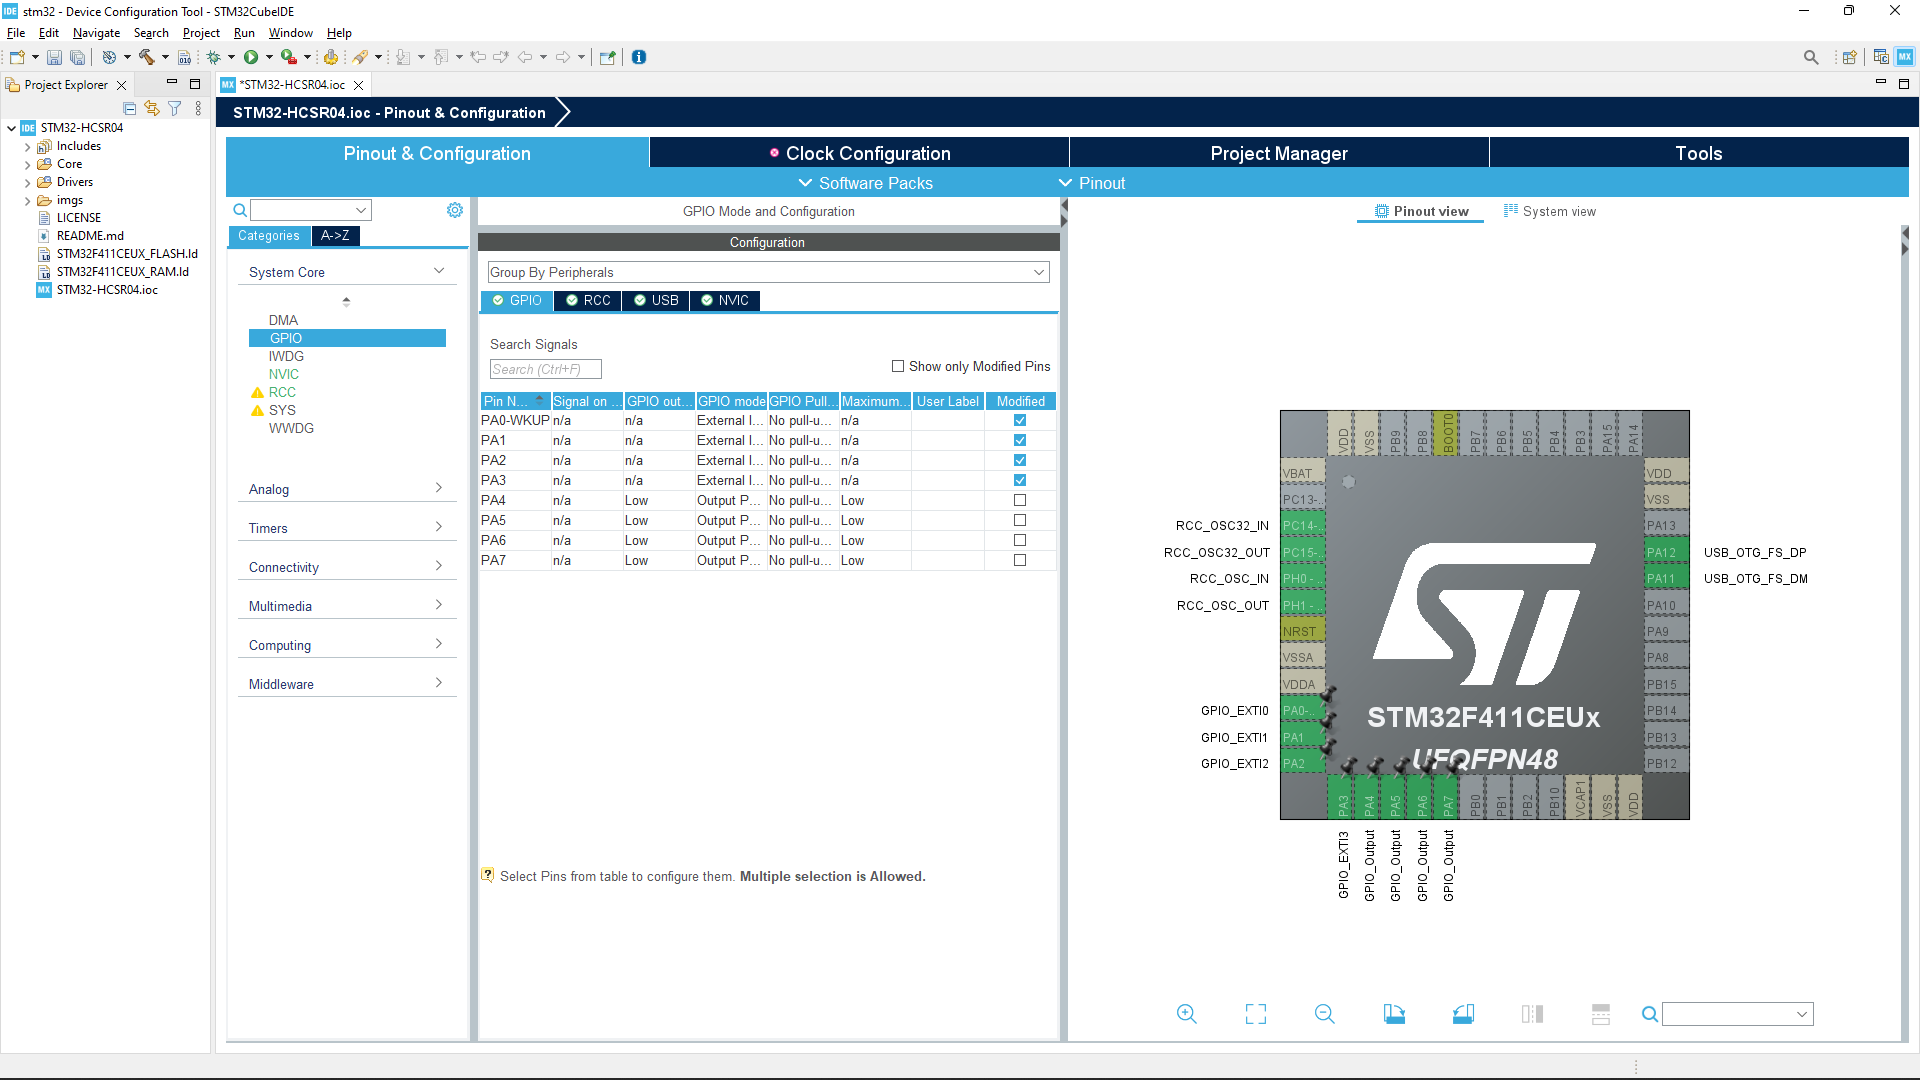 IDE stm32 - Device Configuration Tool - STM32CubeIDE
File Edit Navigate Search Project Run Window Help
Project Explorer
MX *STM32-HCSR04.ioc
STM32-HCSR04.ioc - Pinout & Configuration
IDE STM32-HCSR04
Includes
Core
Drivers
imgs
LICENSE
README.md
STM32F411CEUX_FLASH.ld
STM32F411CEUX_RAM.ld
MX STM32-HCSR04.ioc
Pinout & Configuration
Clock Configuration
Project Manager
Tools
Software Packs
Pinout
Categories A->Z
System Core
DMA
GPIO
IWDG
NVIC
RCC
SYS
WWDG
Analog
Timers
Connectivity
Multimedia
Computing
Middleware
GPIO Mode and Configuration
Configuration
Group By Peripherals
GPIO RCC USB NVIC
Search Signals
Search (Ctrl+F)
Show only Modified Pins
Pin N... Signal on ... GPIO out... GPIO mode GPIO Pull... Maximum... User Label Modified
PA0-WKUP n/a n/a External I... No pull-u... n/a
PA1 n/a n/a External I... No pull-u... n/a
PA2 n/a n/a External I... No pull-u... n/a
PA3 n/a n/a External I... No pull-u... n/a
PA4 n/a Low Output P... No pull-u... Low
PA5 n/a Low Output P... No pull-u... Low
PA6 n/a Low Output P... No pull-u... Low
PA7 n/a Low Output P... No pull-u... Low
Select Pins from table to configure them. Multiple selection is Allowed.
Pinout view
System view
VDD VSS PB9 PB8 BOOT0 PB7 PB6 PB5 PB4 PB3 PA15 PA14
VBAT
PC13-..
RCC_OSC32_IN PC14-..
RCC_OSC32_OUT PC15-..
RCC_OSC_IN PH0 - ..
RCC_OSC_OUT PH1 - ..
NRST
VSSA
VDDA
GPIO_EXTI0 PA0-..
GPIO_EXTI1 PA1
GPIO_EXTI2 PA2
VDD
VSS
PA13
PA12 USB_OTG_FS_DP
PA11 USB_OTG_FS_DM
PA10
PA9
PA8
PB15
PB14
PB13
PB12
ST
STM32F411CEUx
UFQFPN48
PA3 PA4 PA5 PA6 PA7 PB0 PB1 PB2 PB10 VCAP1 VSS VDD
GPIO_EXTI3 GPIO_Output GPIO_Output GPIO_Output GPIO_Output